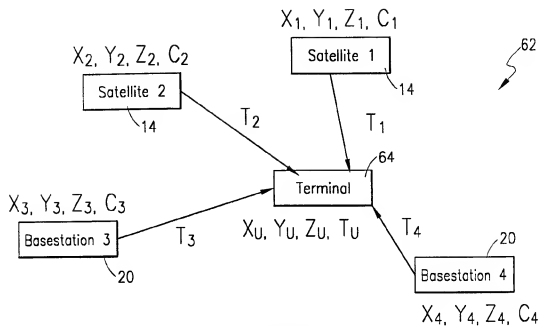 X1, Y1, Z1, C1
62
X2, Y2, Z2, C2
Satellite 1
14
Satellite 2
14
T2
T1
64
Terminal
X3, Y3, Z3, C3
Basestation 3
20
T3
XU, YU, ZU, TU
T4
20
Basestation 4
X4, Y4, Z4, C4